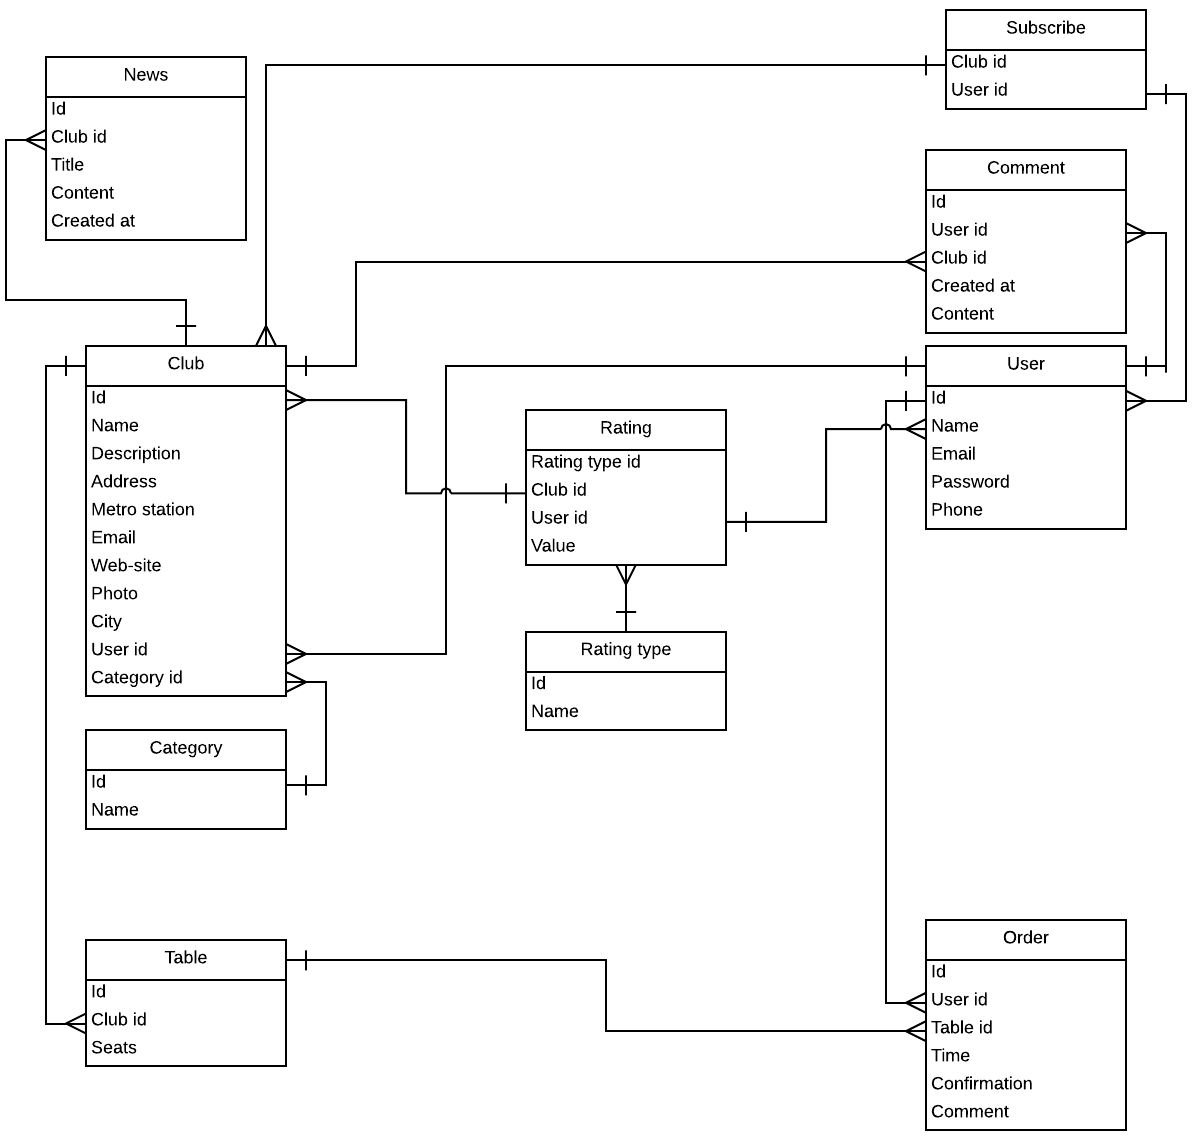 Subscribe
Club id
User id
News
Id
Club id
Title
Content
Created at
Comment
Id
User id
Club id
Created at
Content
Club
Id
Name
Description
Address
Metro station
Email
Web-site
Photo
City
User id
Category id
User
Id
Name
Email
Password
Phone
Rating
Rating type id
Club id
User id
Value
Rating type
Id
Name
Category
Id
Name
Table
Id
Club id
Seats
Order
Id
User id
Table id
Time
Confirmation
Comment